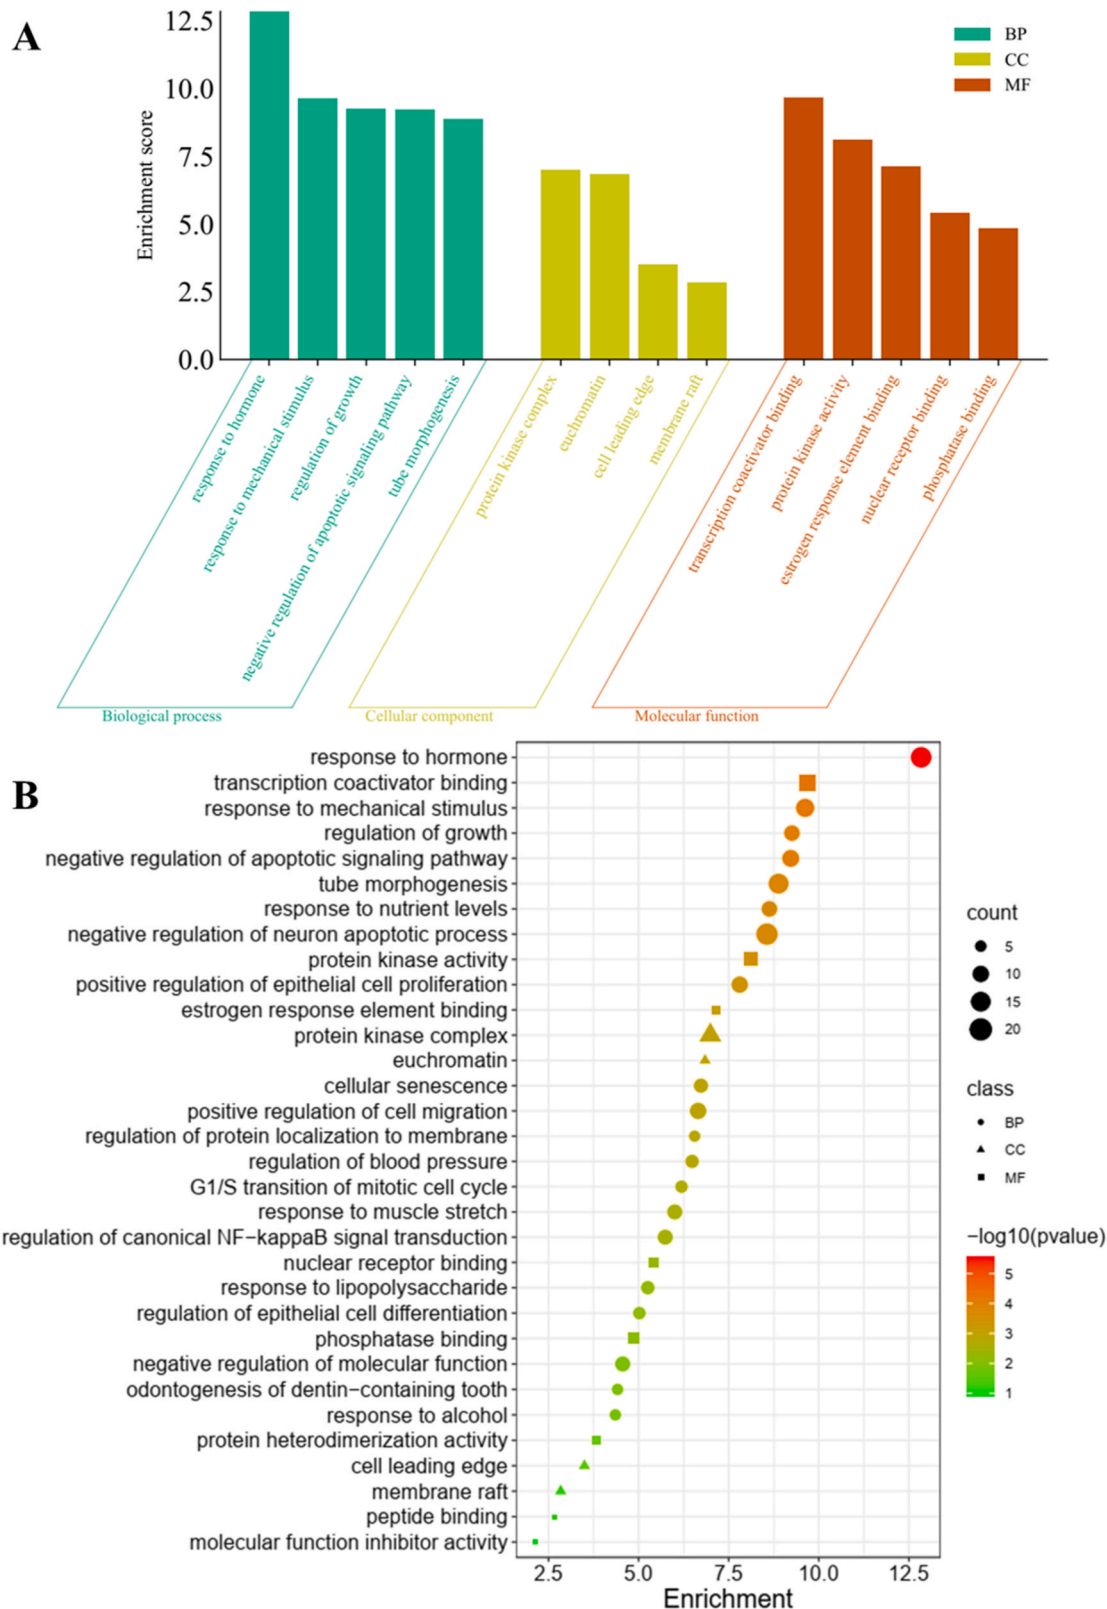 A
12.5
10.0
7.5
5.0
2.5
0.0
Enrichment score
BP
CC
MF
response to hormone
response to mechanical stimulus
regulation of growth
negative regulation of apoptotic signaling pathway
tube morphogenesis
protein kinase complex
euchromatin
cell leading edge
membrane raft
transcription coactivator binding
protein kinase activity
estrogen response element binding
nuclear receptor binding
phosphatase binding
Biological process
Cellular component
Molecular function
B
response to hormone
transcription coactivator binding
response to mechanical stimulus
regulation of growth
negative regulation of apoptotic signaling pathway
tube morphogenesis
response to nutrient levels
negative regulation of neuron apoptotic process
protein kinase activity
positive regulation of epithelial cell proliferation
estrogen response element binding
protein kinase complex
euchromatin
cellular senescence
positive regulation of cell migration
regulation of protein localization to membrane
regulation of blood pressure
G1/S transition of mitotic cell cycle
response to muscle stretch
regulation of canonical NF−kappaB signal transduction
nuclear receptor binding
response to lipopolysaccharide
regulation of epithelial cell differentiation
phosphatase binding
negative regulation of molecular function
odontogenesis of dentin−containing tooth
response to alcohol
protein heterodimerization activity
cell leading edge
membrane raft
peptide binding
molecular function inhibitor activity
2.5
5.0
7.5
10.0
12.5
Enrichment
count
5
10
15
20
class
BP
CC
MF
−log10(pvalue)
5
4
3
2
1